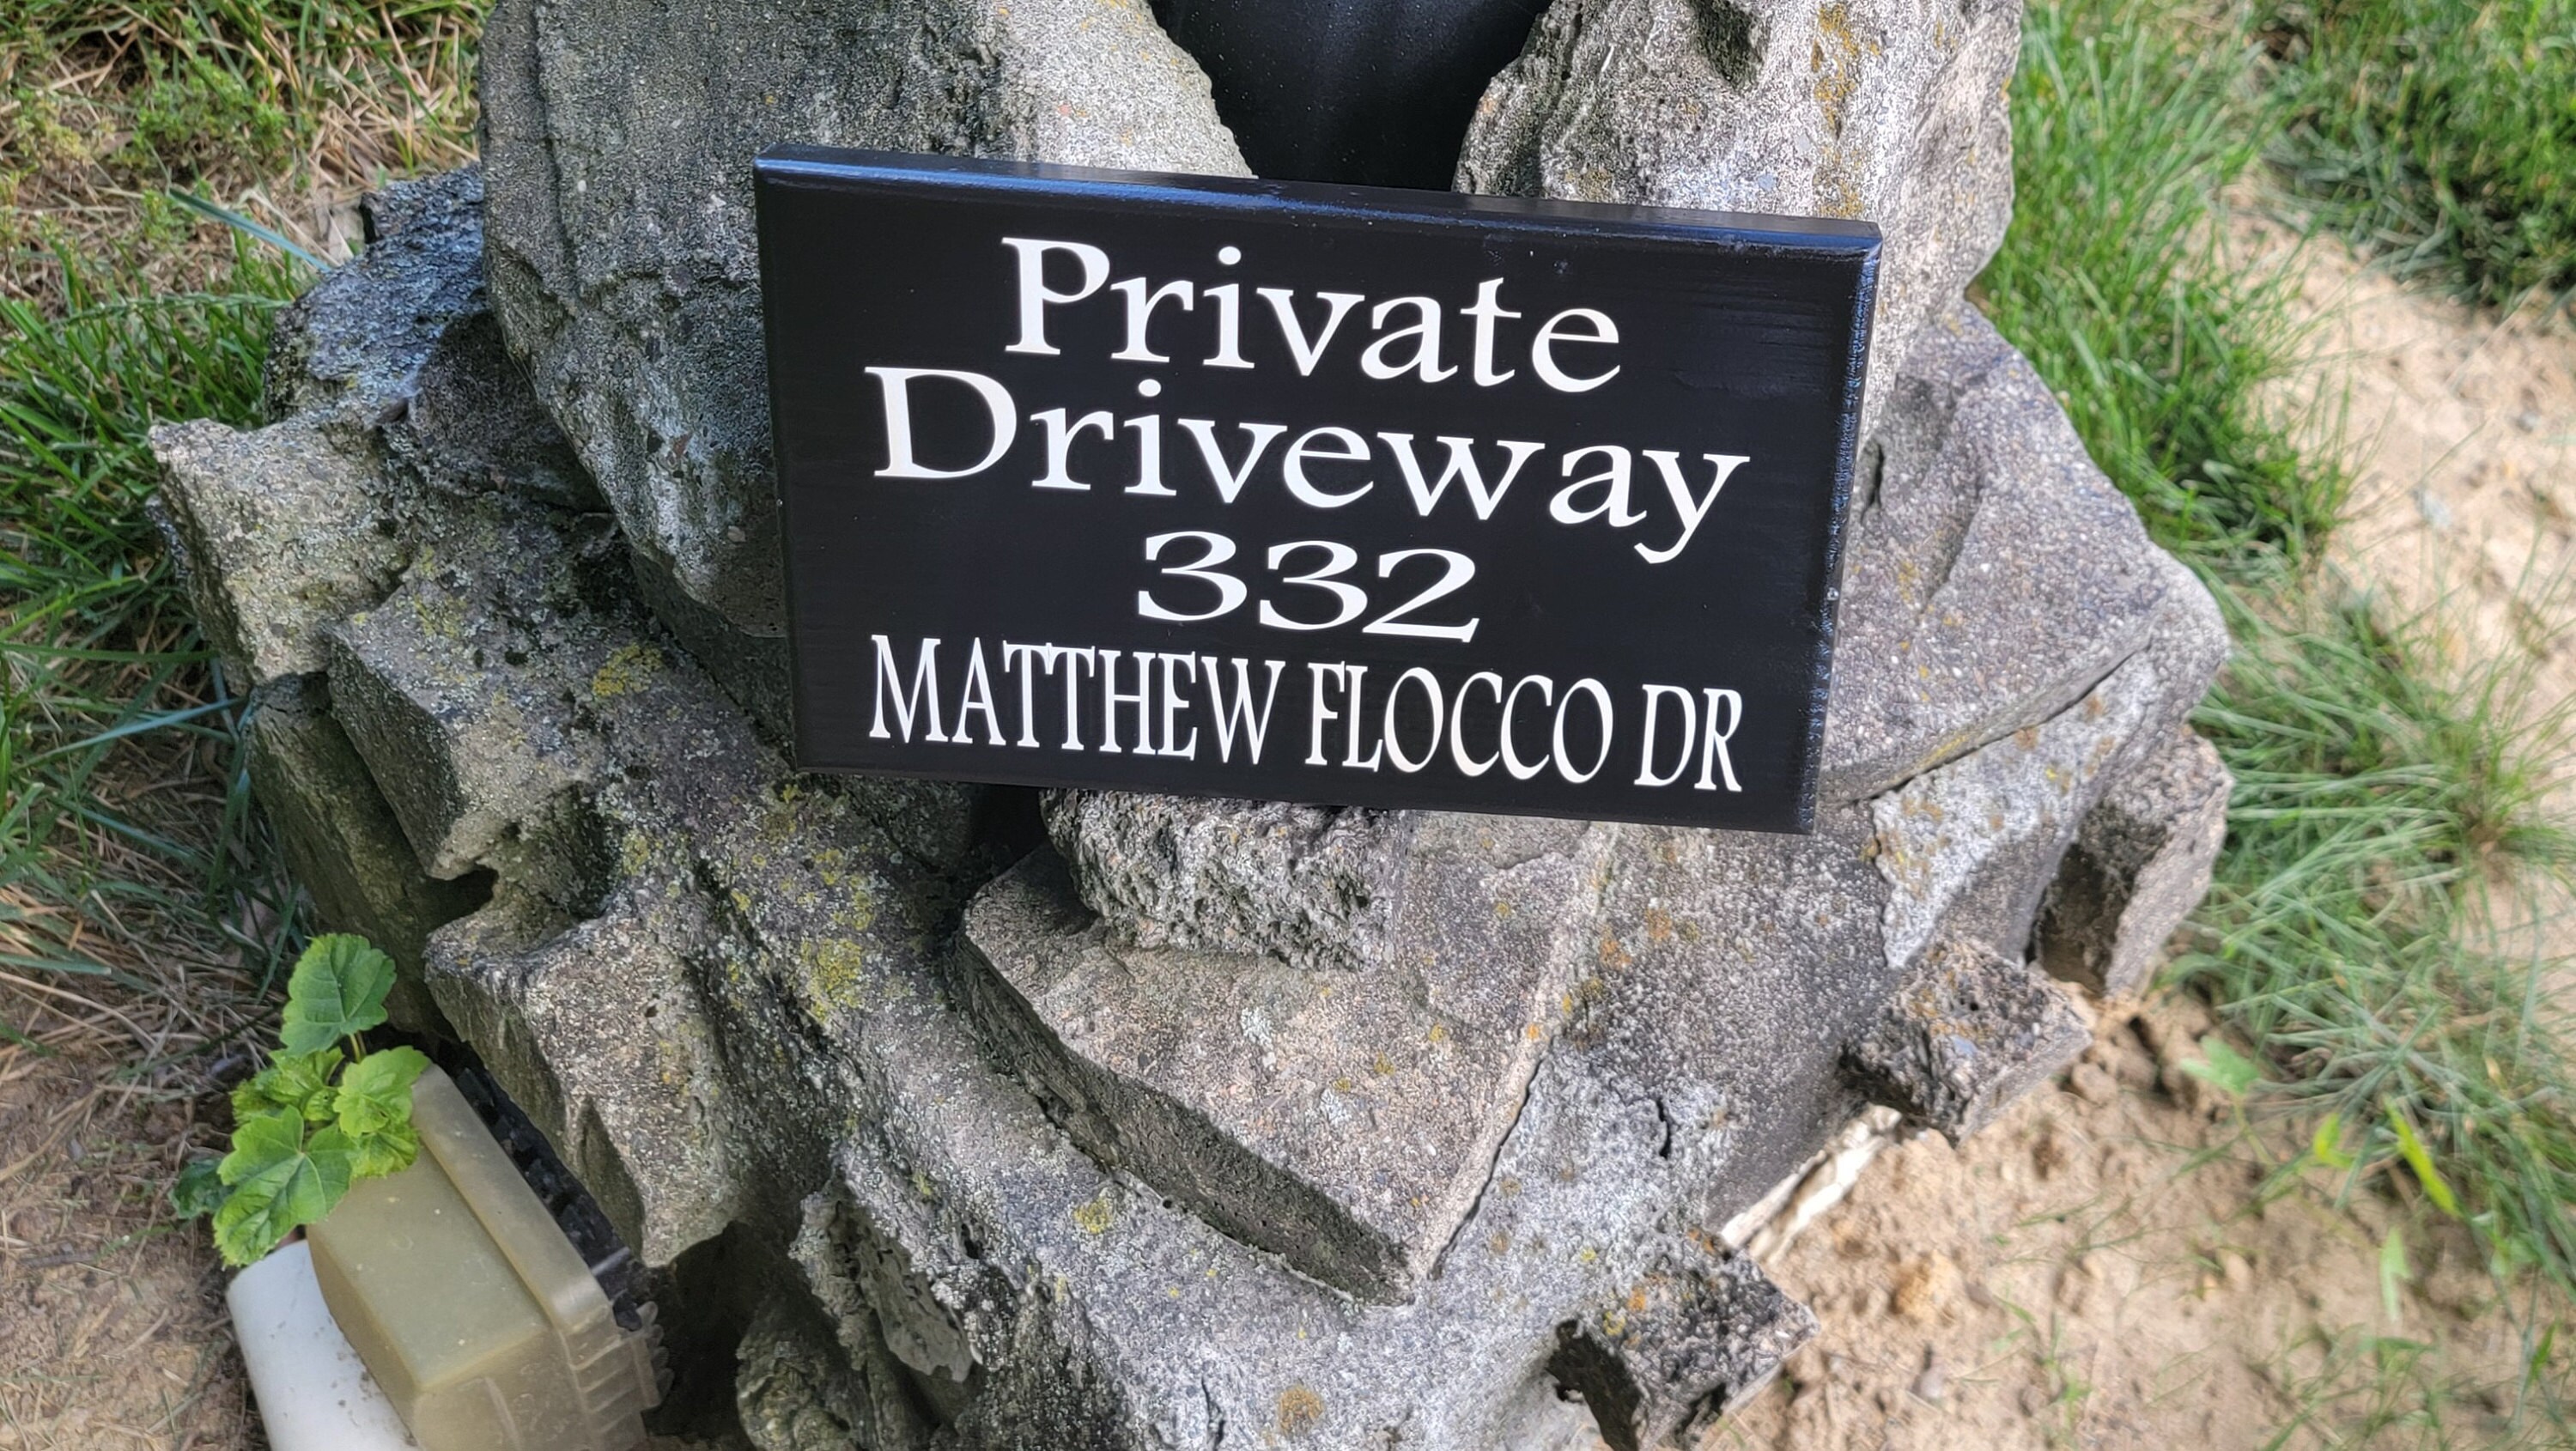 Private
Driveway
332
MATTHEW FLOCCO DR